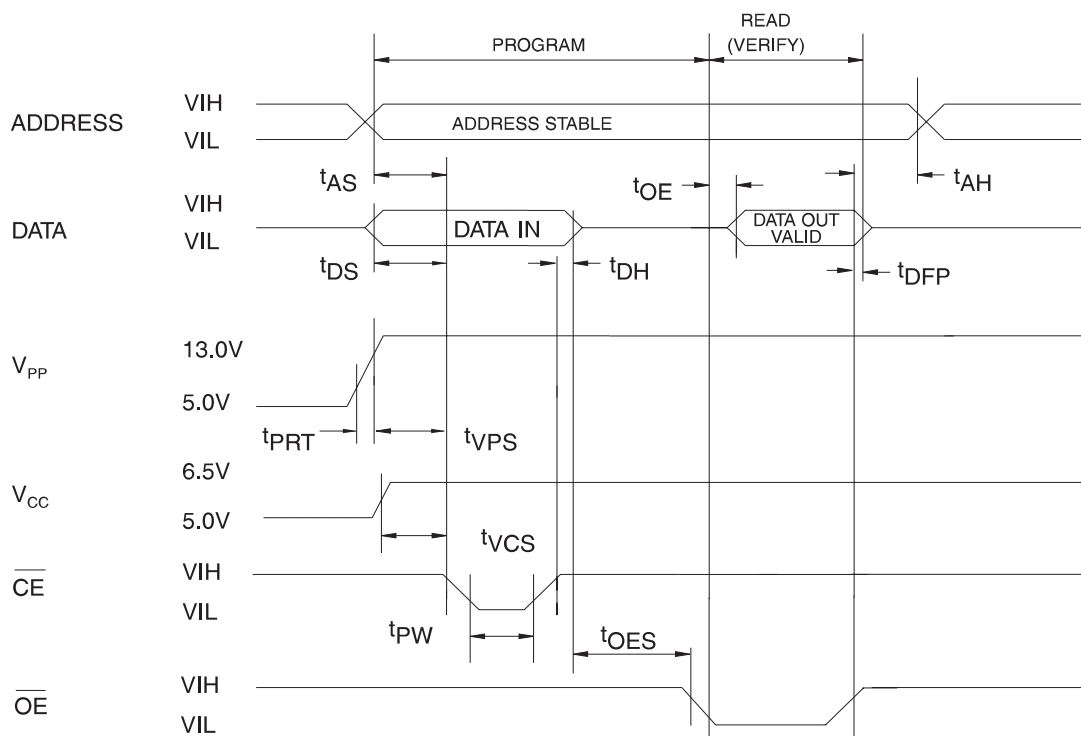 READ
PROGRAM (VERIFY)
VIH
ADDRESS ADDRESS STABLE
VIL
tAS tOE tAH
VIH
DATA DATA IN DATA OUT
VIL VALID
tDS tDH tDFP
13.0V
VPP
5.0V
tPRT tVPS
6.5V
VCC
5.0V
tVCS
VIH
CE
VIL
tPW tOES
VIH
OE
VIL